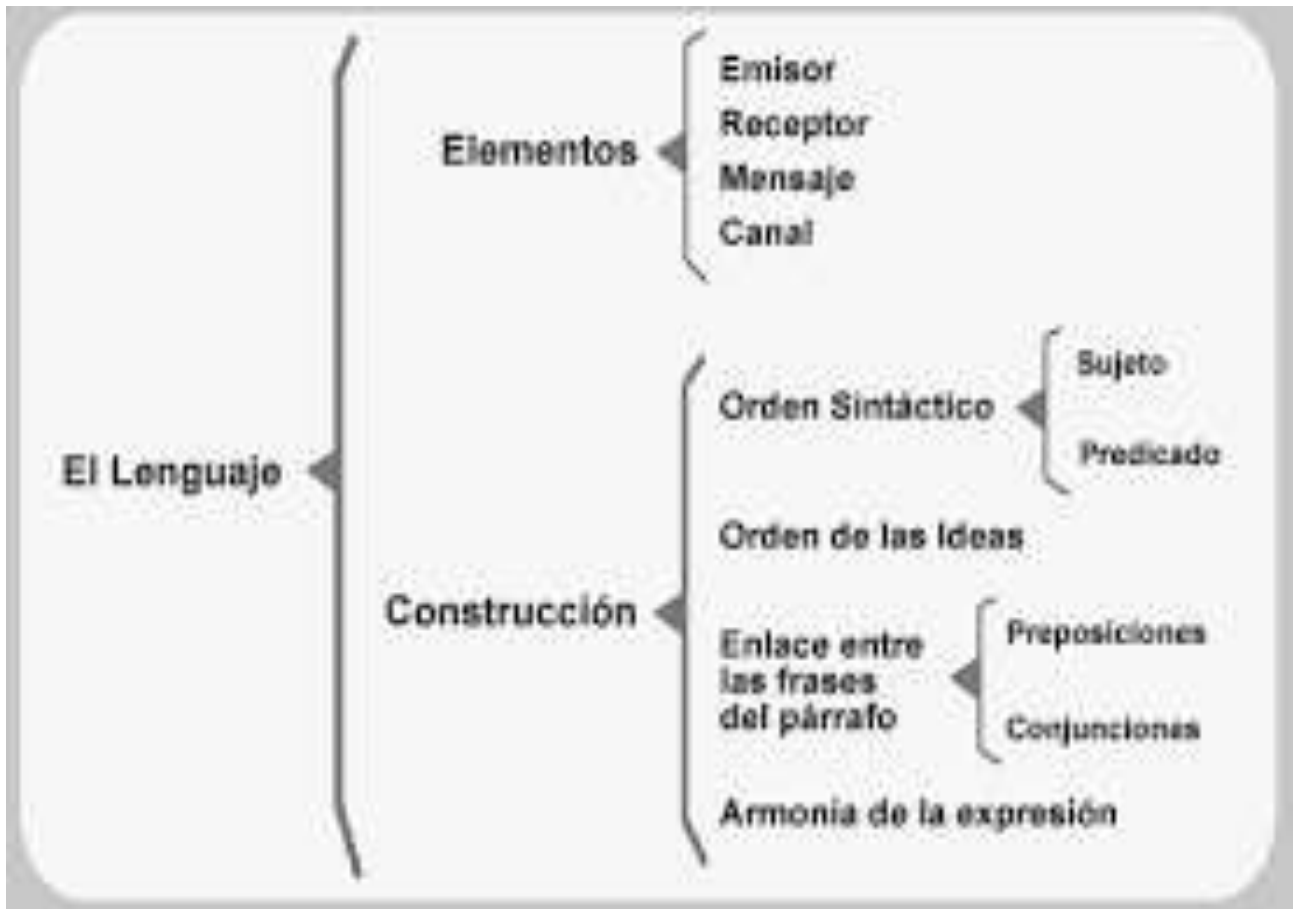 El Lenguaje
Elementos
Emisor
Receptor
Mensaje
Canal
Construcción
Orden Sintáctico
Sujeto
Predicado
Orden de las Ideas
Enlace entre
las frases
del párrafo
Preposiciones
Conjunciones
Armonía de la expresión